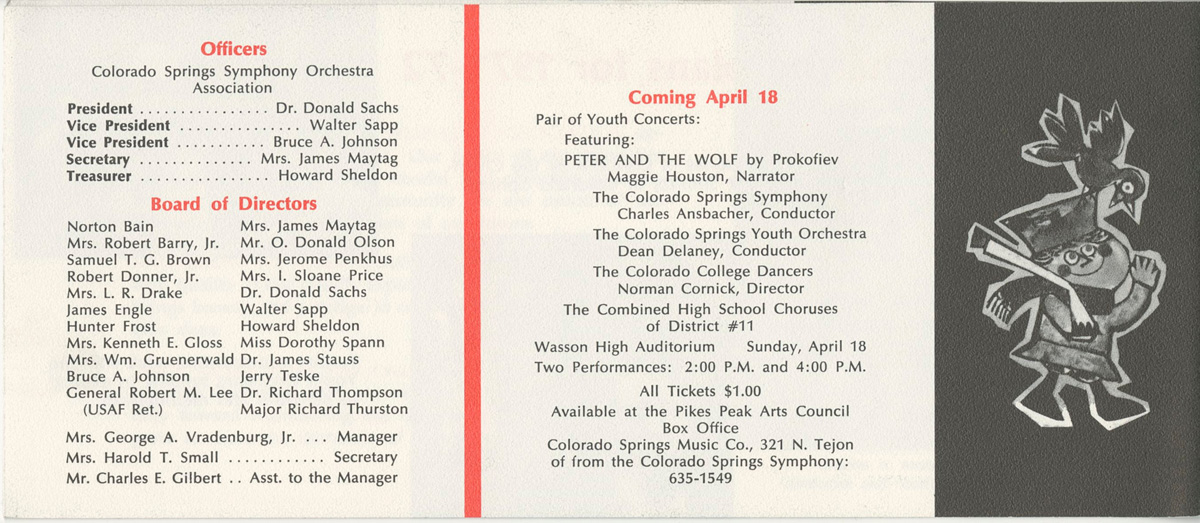 Officers
Colorado Springs Symphony Orchestra
Association
President ................ Dr. Donald Sachs
Vice President ............... Walter Sapp
Vice President ........... Bruce A. Johnson
Secretary .............. Mrs. James Maytag
Treasurer ................ Howard Sheldon
Board of Directors
Norton Bain Mrs. James Maytag
Mrs. Robert Barry, Jr. Mr. O. Donald Olson
Samuel T. G. Brown Mrs. Jerome Penkhus
Robert Donner, Jr. Mrs. I. Sloane Price
Mrs. L. R. Drake Dr. Donald Sachs
James Engle Walter Sapp
Hunter Frost Howard Sheldon
Mrs. Kenneth E. Gloss Miss Dorothy Spann
Mrs. Wm. Gruenerwald Dr. James Stauss
Bruce A. Johnson Jerry Teske
General Robert M. Lee Dr. Richard Thompson
(USAF Ret.) Major Richard Thurston
Mrs. George A. Vradenburg, Jr. ... Manager
Mrs. Harold T. Small ............ Secretary
Mr. Charles E. Gilbert .. Asst. to the Manager
Coming April 18
Pair of Youth Concerts:
Featuring:
PETER AND THE WOLF by Prokofiev
Maggie Houston, Narrator
The Colorado Springs Symphony
Charles Ansbacher, Conductor
The Colorado Springs Youth Orchestra
Dean Delaney, Conductor
The Colorado College Dancers
Norman Cornick, Director
The Combined High School Choruses
of District #11
Wasson High Auditorium Sunday, April 18
Two Performances: 2:00 P.M. and 4:00 P.M.
All Tickets $1.00
Available at the Pikes Peak Arts Council
Box Office
Colorado Springs Music Co., 321 N. Tejon
of from the Colorado Springs Symphony:
635-1549